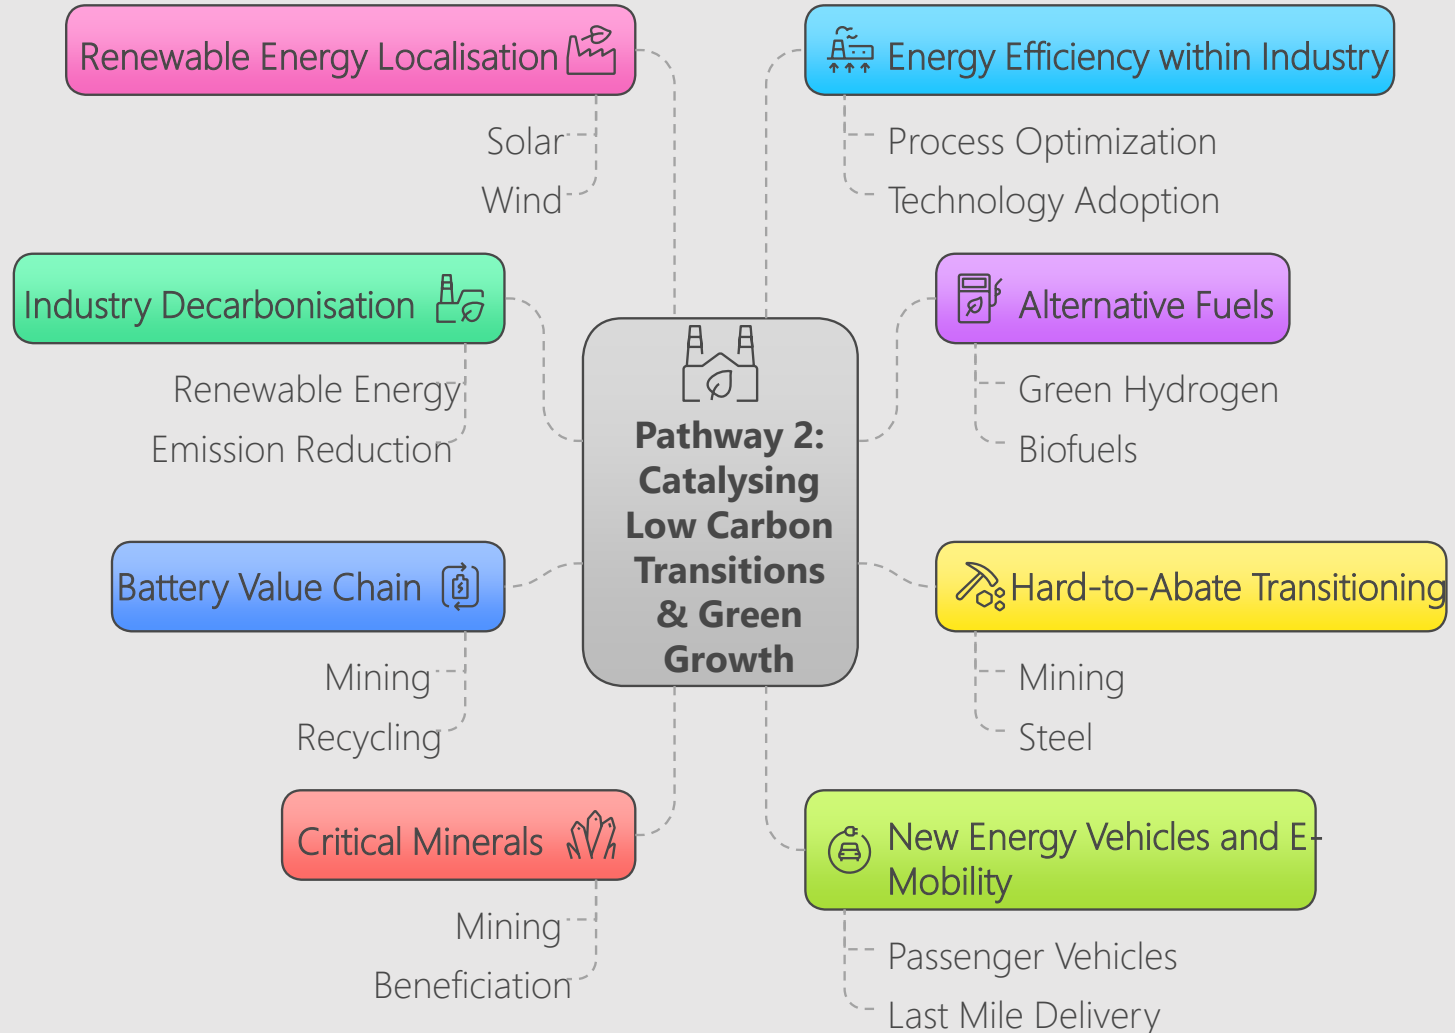 Renewable Energy Localisation
Solar
Wind
Industry Decarbonisation
Renewable Energy
Emission Reduction
Battery Value Chain
Mining
Recycling
Critical Minerals
Mining
Beneficiation
Pathway 2:
Catalysing
Low Carbon
Transitions
& Green
Growth
Energy Efficiency within Industry
Process Optimization
Technology Adoption
Alternative Fuels
Green Hydrogen
Biofuels
Hard-to-Abate Transitioning
Mining
Steel
New Energy Vehicles and E-
Mobility
Passenger Vehicles
Last Mile Delivery